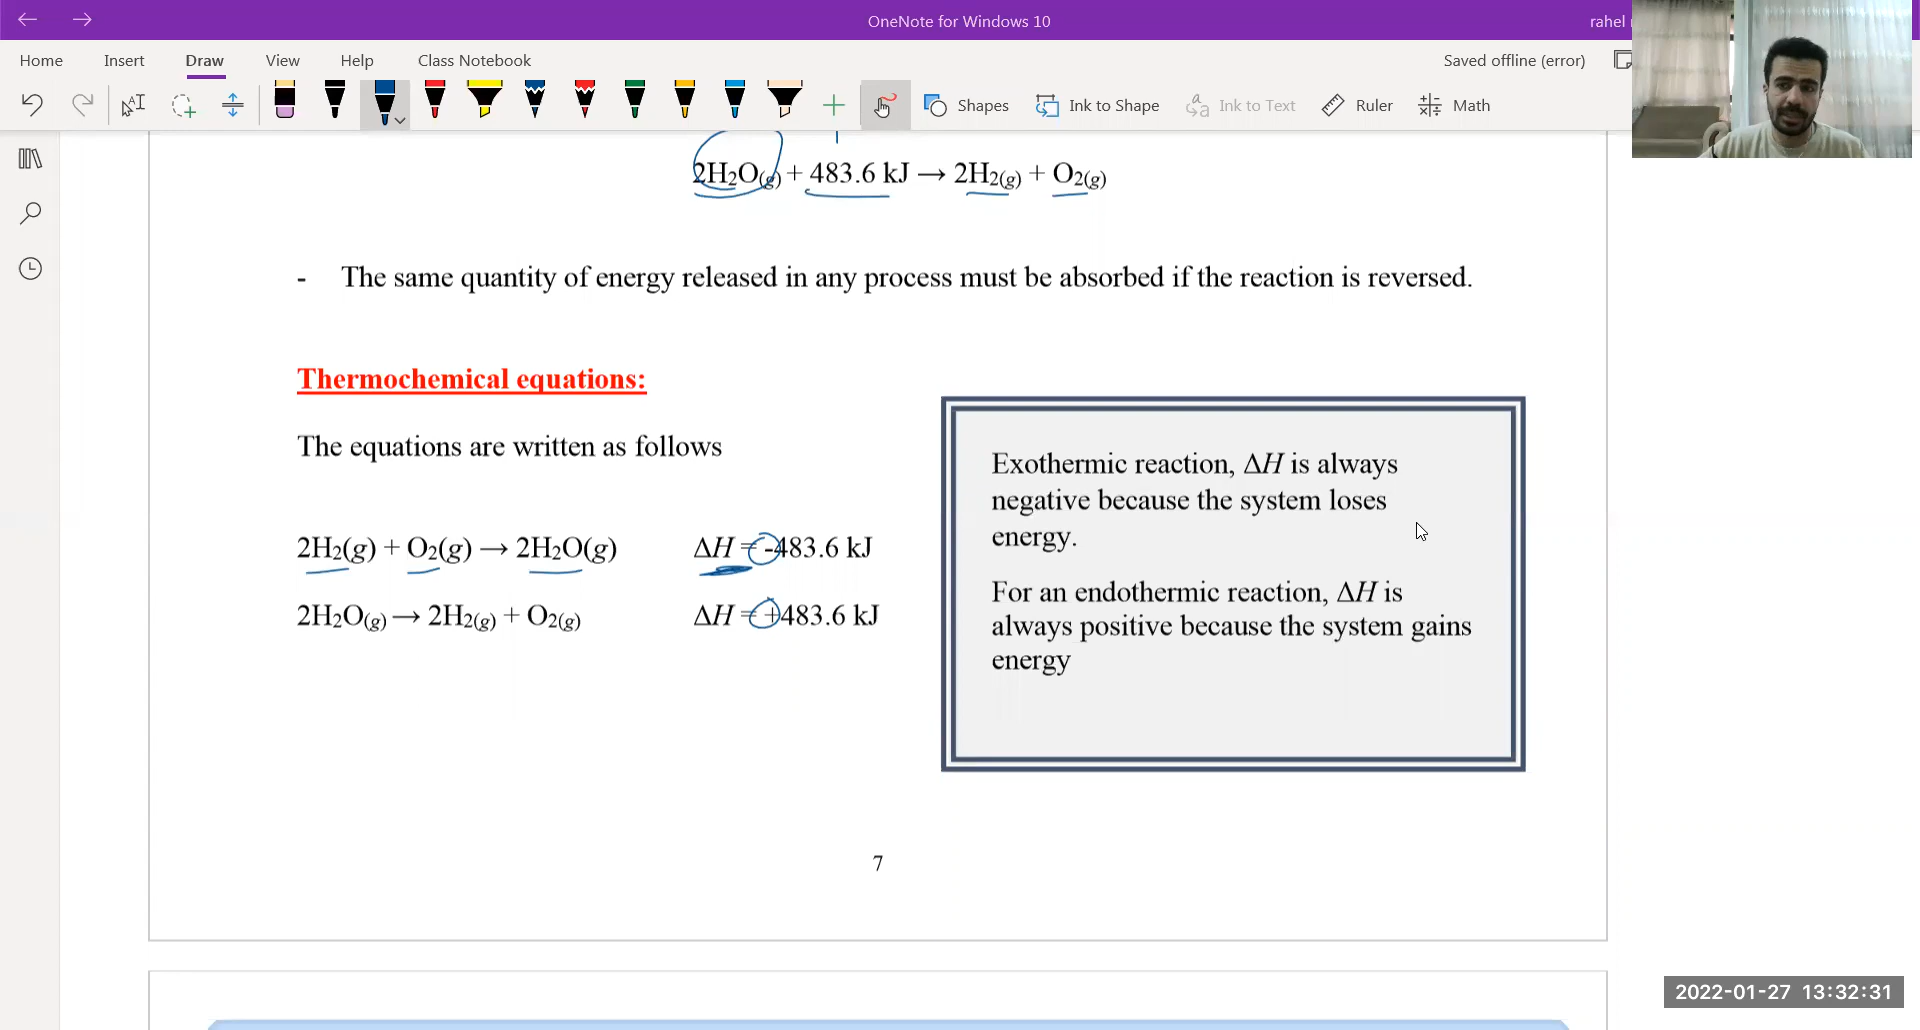 OneNote for Windows 10
rahel
Home Insert Draw View Help Class Notebook Saved offline (error)
Shapes Ink to Shape Ink to Text Ruler Math
2H₂O(g) + 483.6 kJ → 2H₂(g) + O₂(g)
- The same quantity of energy released in any process must be absorbed if the reaction is reversed.
Thermochemical equations:
The equations are written as follows
2H₂(g) + O₂(g) → 2H₂O(g) ΔH = -483.6 kJ
2H₂O(g) → 2H₂(g) + O₂(g) ΔH = +483.6 kJ
Exothermic reaction, ΔH is always
negative because the system loses
energy.
For an endothermic reaction, ΔH is
always positive because the system gains
energy
7
2022-01-27 13:32:31